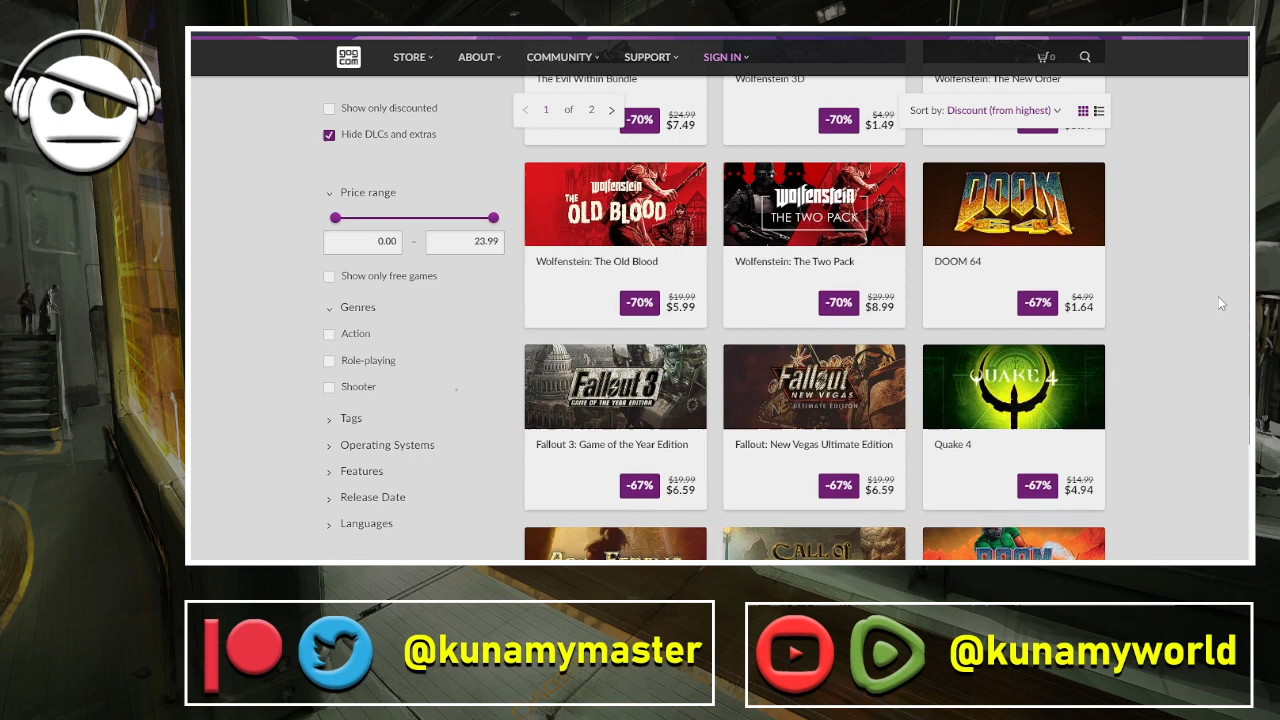 gog
com
STORE
ABOUT
COMMUNITY
SUPPORT
SIGN IN
0
Show only discounted
Hide DLCs and extras
Price range
0.00 – 23.99
Show only free games
Genres
Action
Role-playing
Shooter
Tags
Operating Systems
Features
Release Date
Languages
1 of 2
Sort by: Discount (from highest)
The Evil Within Bundle
-70% $24.99
$7.49
Wolfenstein 3D
-70% $4.99
$1.49
Wolfenstein: The New Order
Wolfenstein
THE
OLD BLOOD
Wolfenstein: The Old Blood
-70% $19.99
$5.99
Wolfenstein
THE TWO PACK
Wolfenstein: The Two Pack
-70% $29.99
$8.99
DOOM
64
DOOM 64
-67% $4.99
$1.64
Fallout 3
GAME OF THE YEAR EDITION
Fallout 3: Game of the Year Edition
-67% $19.99
$6.59
Fallout
NEW VEGAS
ULTIMATE EDITION
Fallout: New Vegas Ultimate Edition
-67% $19.99
$6.59
QUAKE 4
Quake 4
-67% $14.99
$4.94
CALL OF
DOOM
@kunamymaster
@kunamyworld